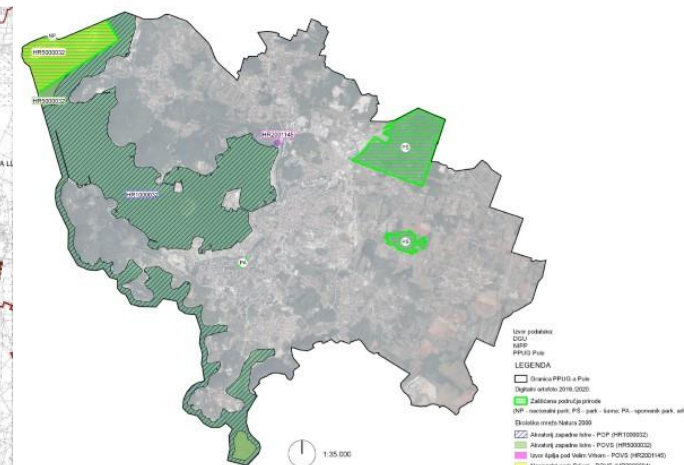 NP
HR5000032
HR5000032
HR2001145
PŠ
HR1000032
PŠ
PA
1:35.000
Izvor podataka:
DGU
NIPP
PPUG Pule
LEGENDA
Granica PPUG-a Pule
Digitalni ortofoto 2019./2020.
Zaštićena područja prirode
(NP - nacionalni park, PŠ - park - šuma, PA - spomenik park. arh
Ekološka mreža Natura 2000
Akvatorij zapadne Istre - POP (HR1000032)
Akvatorij zapadne Istre - POVS (HR5000032)
Izvor špilja pod Velim Vrhom - POVS (HR2001145)